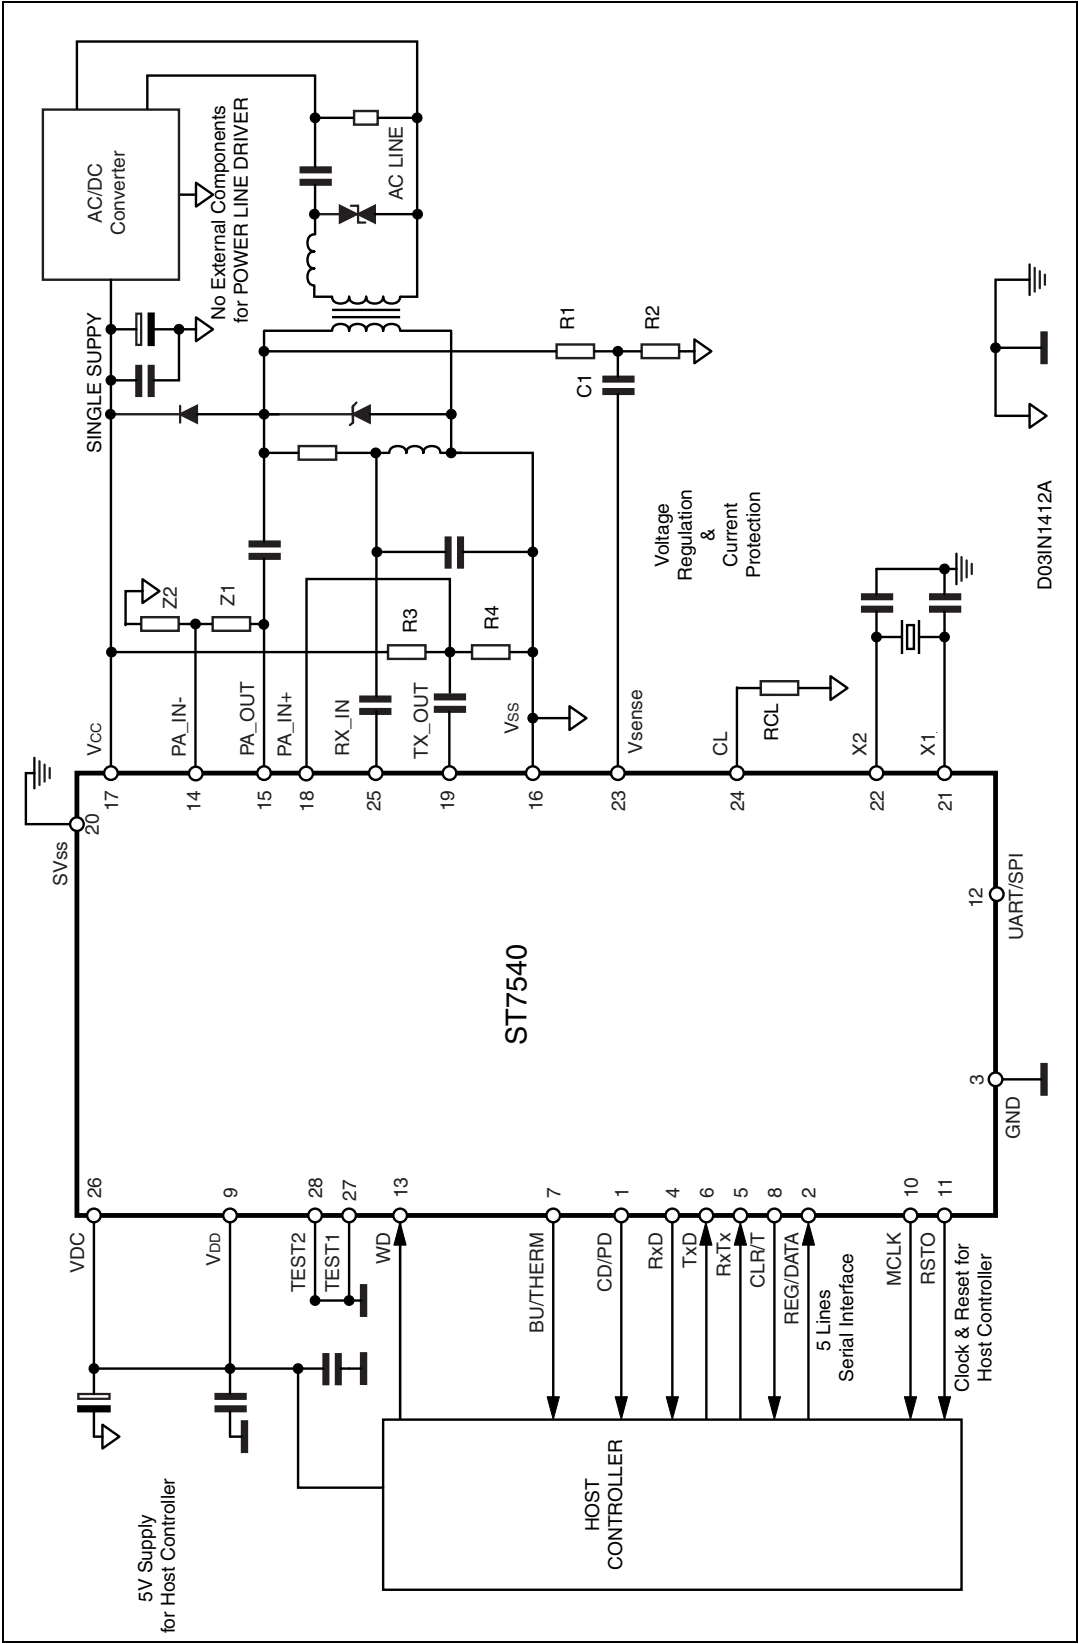 5V Supply
for Host Controller
VDC
26
VDD
9
TEST2
28
TEST1
27
WD
13
BU/THERM
7
CD/PD
1
RxD
4
TxD
6
RxTx
5
CLR/T
8
REG/DATA
2
5 Lines
Serial Interface
MCLK
10
RSTO
11
Clock & Reset for
Host Controller
HOST
CONTROLLER
ST7540
SVss
20
GND
3
UART/SPI
12
17
Vcc
14
PA_IN-
15
PA_OUT
18
PA_IN+
25
RX_IN
19
TX_OUT
16
Vss
23
Vsense
24
CL
22
X2
21
X1
Z2
Z1
R3
R4
RCL
SINGLE SUPPLY
AC/DC
Converter
No External Components
for POWER LINE DRIVER
AC LINE
R1
R2
C1
Voltage
Regulation
&
Current
Protection
D03IN1412A